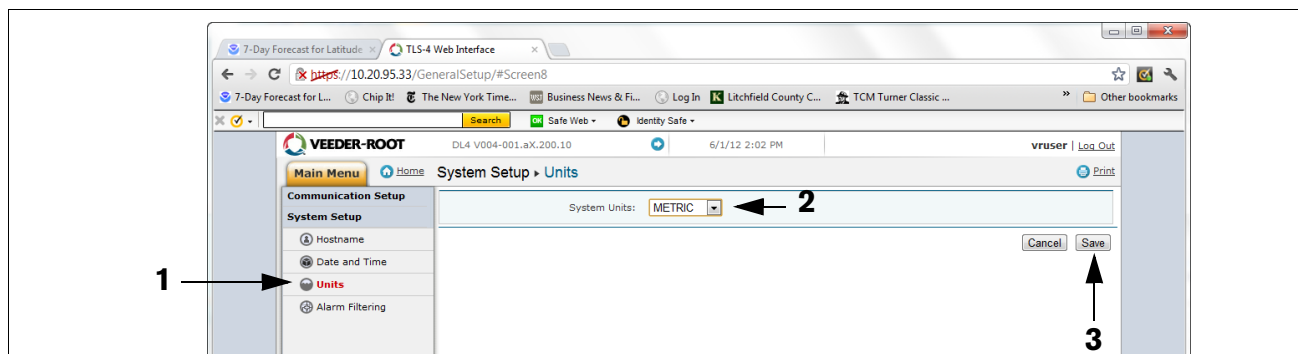 7-Day Forecast for Latitude
TLS-4 Web Interface
https://10.20.95.33/GeneralSetup/#Screen8
7-Day Forecast for L... Chip It! The New York Time... WST Business News & Fi... Log In K Litchfield County C... TCM Turner Classic ... » Other bookmarks
Search OK Safe Web Identity Safe
VEEDER-ROOT DL4 V004-001.aX.200.10 6/1/12 2:02 PM vruser | Log Out
Main Menu Home System Setup ▸ Units Print
Communication Setup
System Units: METRIC 2
System Setup
Hostname
Cancel Save
Date and Time
1 Units
Alarm Filtering
3